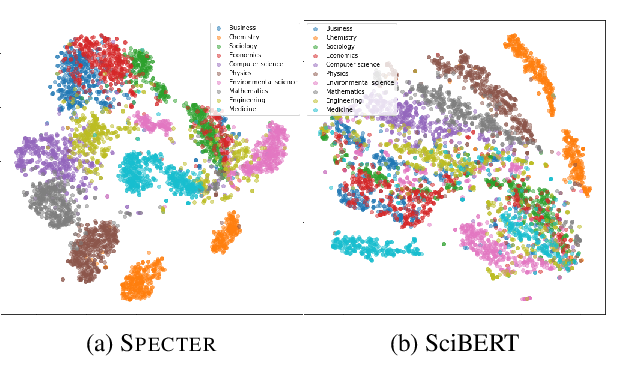 Business
Chemistry
Sociology
Economics
Computer science
Physics
Environmental science
Mathematics
Engineering
Medicine
Business
Chemistry
Sociology
Economics
Computer science
Physics
Environmental science
Mathematics
Engineering
Medicine
(a) SPECTER
(b) SciBERT